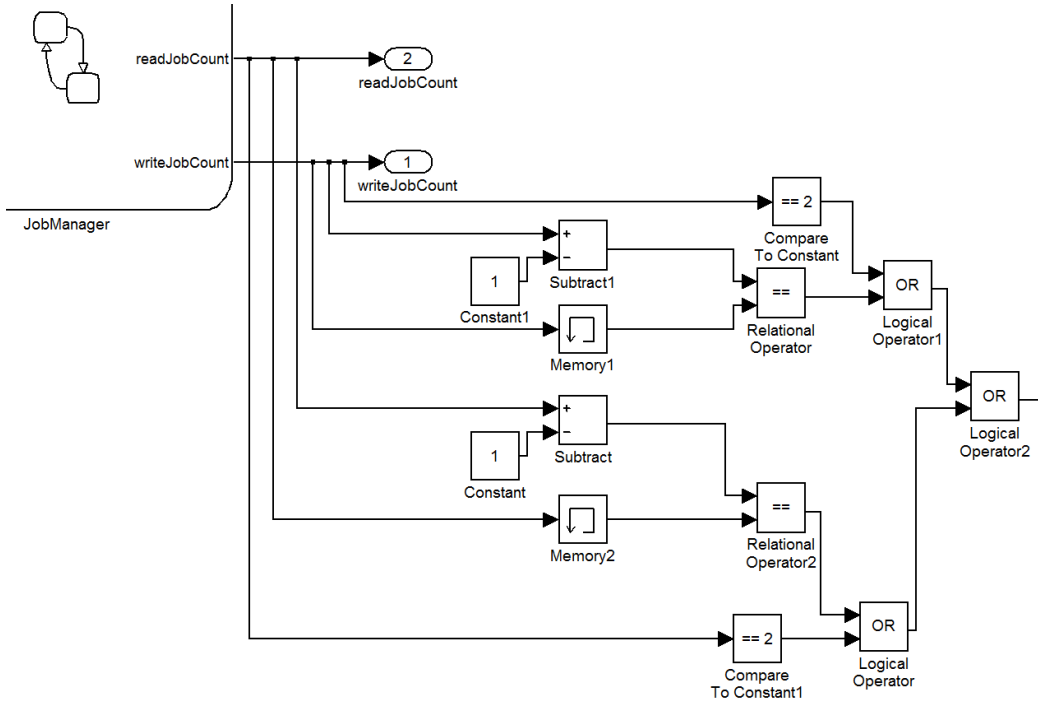 readJobCount
2
readJobCount
writeJobCount
1
writeJobCount
JobManager
== 2
Compare
To Constant
+
−
Subtract1
1
Constant1
==
Relational
Operator
OR
Logical
Operator1
Memory1
OR
Logical
Operator2
+
−
Subtract
1
Constant
==
Relational
Operator2
Memory2
OR
Logical
Operator
== 2
Compare
To Constant1